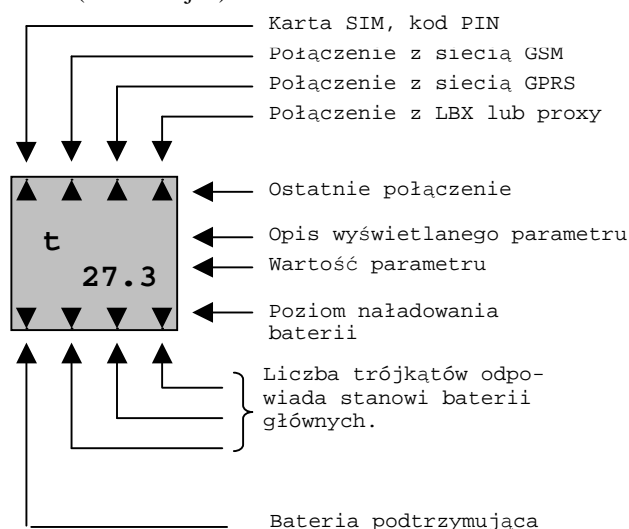 Karta SIM, kod PIN
Połączenie z siecią GSM
Połączenie z siecią GPRS
Połączenie z LBX lub proxy
Ostatnie połączenie
t
Opis wyświetlanego parametru
27.3
Wartość parametru
Poziom naładowania
baterii
Liczba trójkątów odpo-
wiada stanowi baterii
głównych.
Bateria podtrzymująca